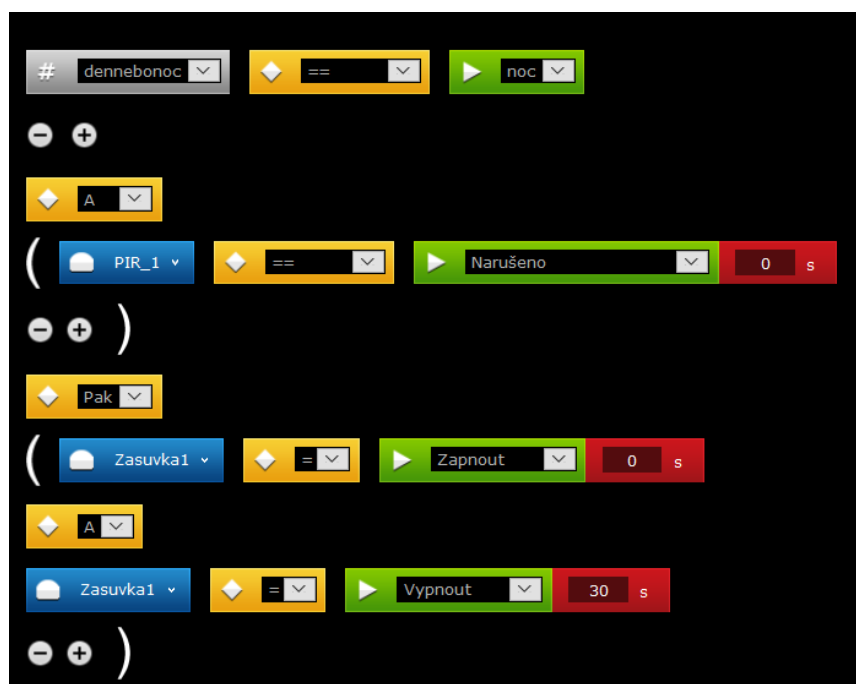 # dennebonoc == noc
A
( PIR_1 == Narušeno 0 s
)
Pak
( Zasuvka1 = Zapnout 0 s
A
Zasuvka1 = Vypnout 30 s
)